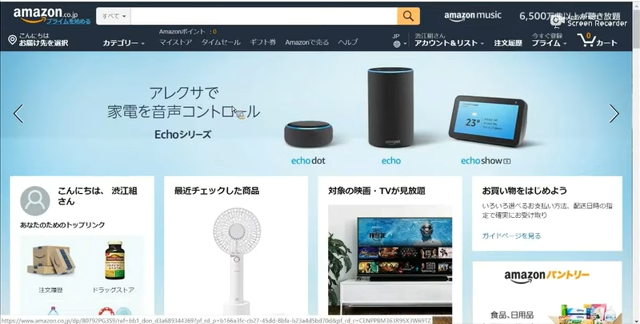 amazon.co.jp
プライムを始める
すべて
amazon music
6,500万曲以上が聴き放題
Screen Recorder
こんにちは
お届け先を選択
カテゴリー
Amazonポイント：0
マイストア タイムセール ギフト券 Amazonで売る ヘルプ
JP
渋江組さん
アカウント&リスト
注文履歴
今すぐ登録
プライム
0
カート
アレクサで
家電を音声コントロール
Echoシリーズ
echo dot
echo
echo show 5
23°
こんにちは、 渋江組
さん
あなたのためのトップリンク
注文履歴
ドラッグストア
最近チェックした商品
対象の映画・TVが見放題
お買い物をはじめよう
いろいろ選べるお支払い方法、配送日時の指
定で確実にお受け取り
ガイドページを見る
amazonパントリー
食品、日用品